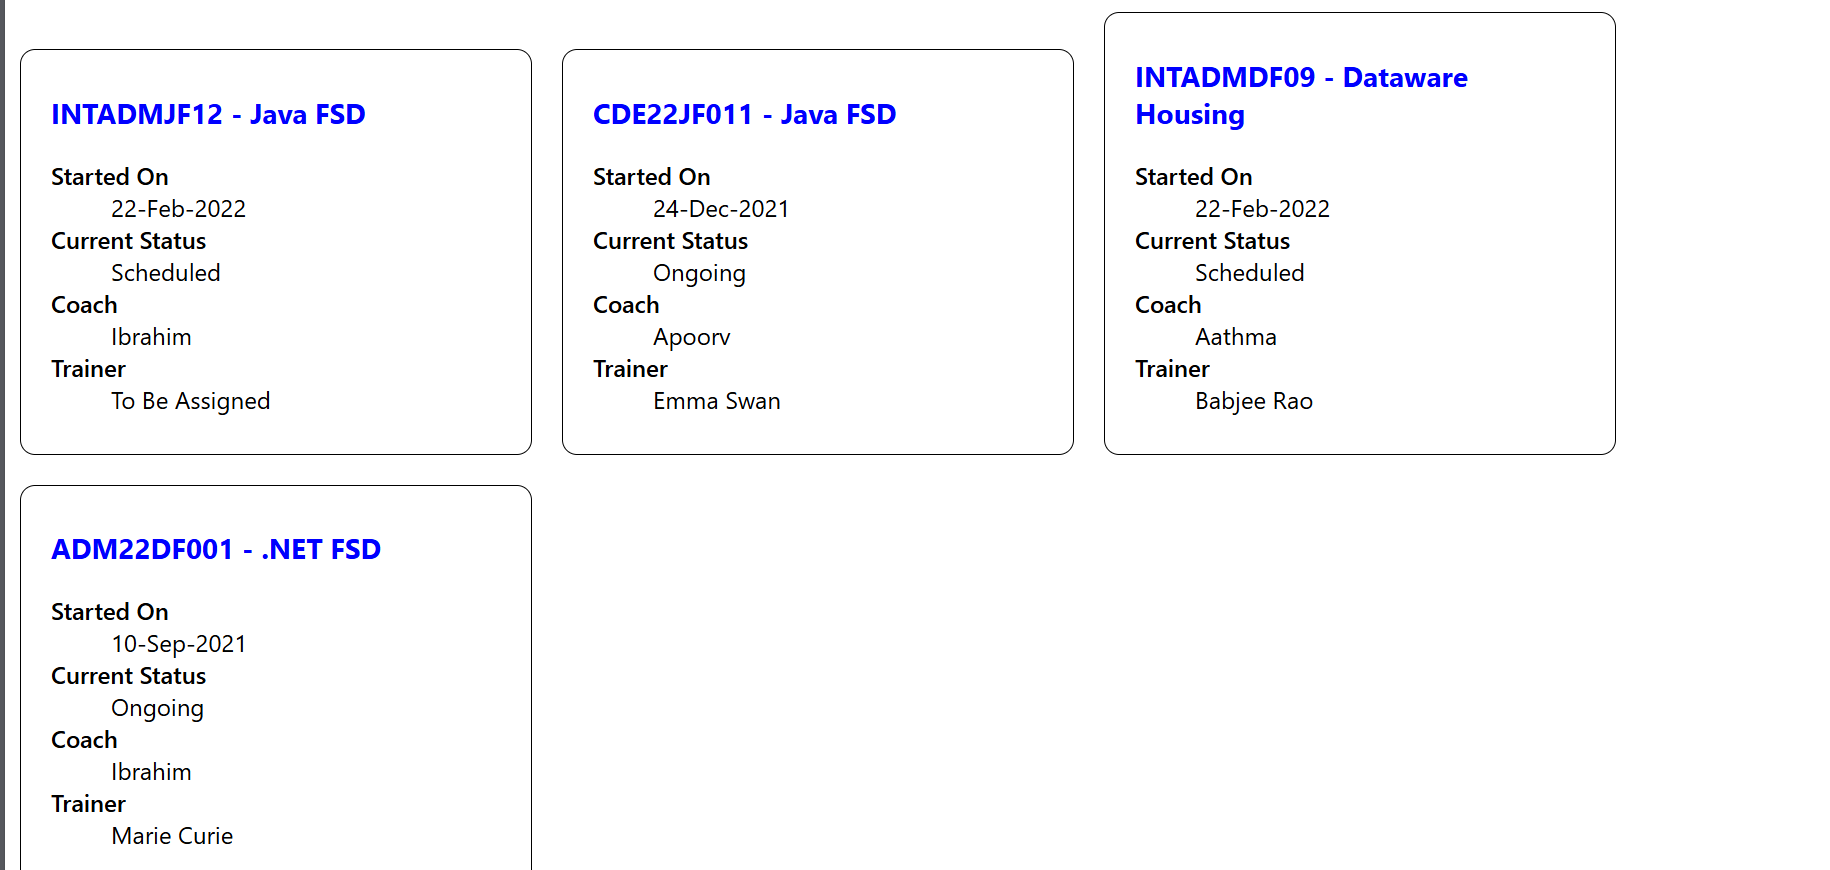 INTADMJF12 - Java FSD
Started On
22-Feb-2022
Current Status
Scheduled
Coach
Ibrahim
Trainer
To Be Assigned
CDE22JF011 - Java FSD
Started On
24-Dec-2021
Current Status
Ongoing
Coach
Apoorv
Trainer
Emma Swan
INTADMDF09 - Dataware
Housing
Started On
22-Feb-2022
Current Status
Scheduled
Coach
Aathma
Trainer
Babjee Rao
ADM22DF001 - .NET FSD
Started On
10-Sep-2021
Current Status
Ongoing
Coach
Ibrahim
Trainer
Marie Curie